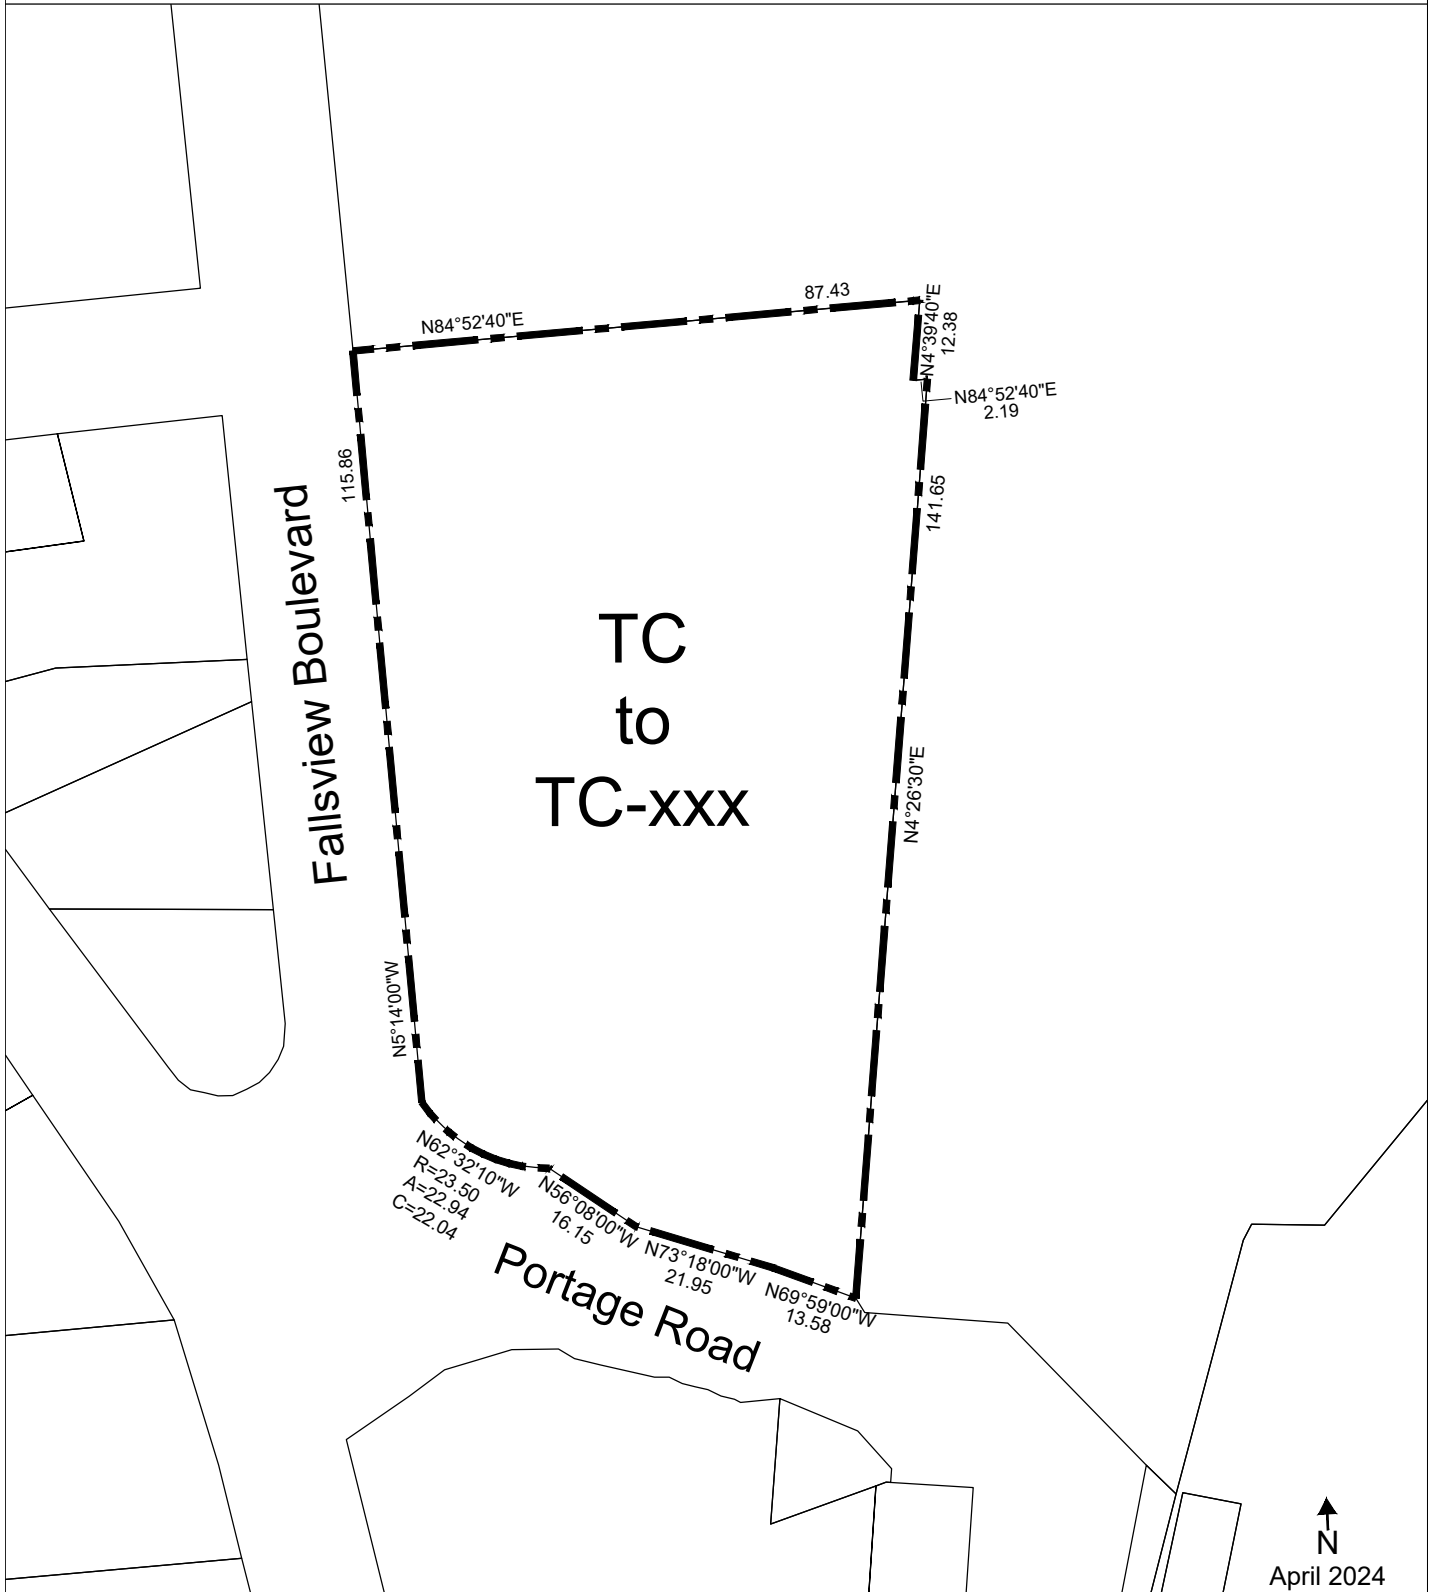 87.43
N84°52'40"E
N4°39'40"E
12.38
N84°52'40"E
2.19
115.86
141.65
Fallsview Boulevard
TC
to
TC-xxx
N4°26'30"E
N5°14'00"W
N62°32'10"W
R=23.50
A=22.94
C=22.04
N56°08'00"W
16.15
N73°18'00"W
21.95
N69°59'00"W
13.58
Portage Road
N
April 2024